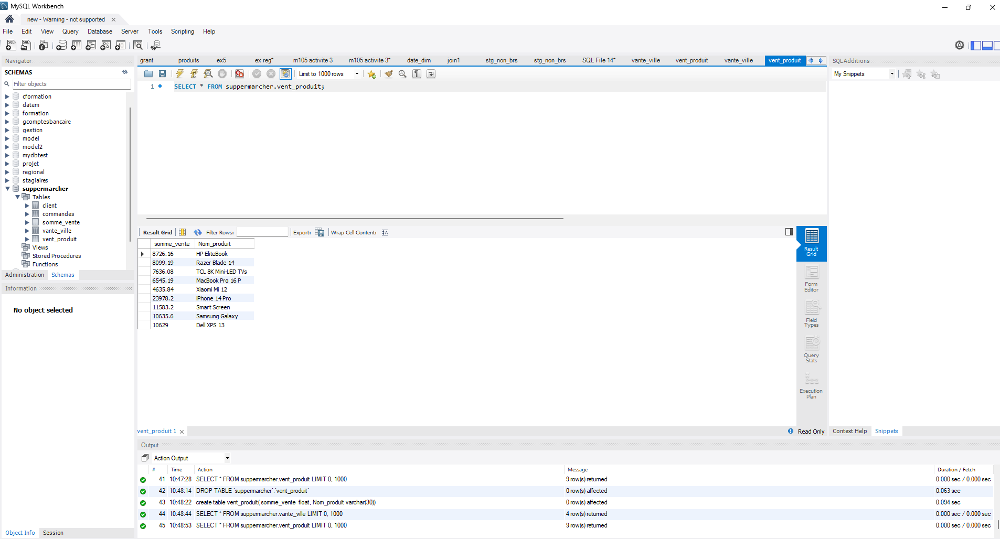 MySQL Workbench
new - Warning - not supported
File Edit View Query Database Server Tools Scripting Help
Navigator
SCHEMAS
Filter objects
cformation
datem
formation
gcomptesbancaire
gestion
model
model2
mydbtest
projet
regional
stagiaires
suppermarcher
Tables
client
commandes
somme_vente
vante_ville
vent_produit
Views
Stored Procedures
Functions
Administration Schemas
Information
No object selected
Object Info Session
grant produits ex5 ex reg* m105 activite 3 m105 activite 3* date_dim join1 stg_non_brs stg_non_brs SQL File 14* vante_ville vent_produit vante_ville vent_produit
Limit to 1000 rows
1 SELECT * FROM suppermarcher.vent_produit;
Result Grid Filter Rows: Export: Wrap Cell Content:
somme_vente Nom_produit
8726.16 HP EliteBook
8099.19 Razer Blade 14
7636.08 TCL 8K Mini-LED TVs
6545.19 MacBook Pro 16 P
4635.84 Xiaomi Mi 12
23978.2 iPhone 14 Pro
11583.2 Smart Screen
10635.6 Samsung Galaxy
10629 Dell XPS 13
Result
Grid
Form
Editor
Field
Types
Query
Stats
Execution
Plan
vent_produit 1 Read Only
SQLAdditions
My Snippets
Context Help Snippets
Output
Action Output
# Time Action Message Duration / Fetch
41 10:47:28 SELECT * FROM suppermarcher.vent_produit LIMIT 0, 1000 9 row(s) returned 0.000 sec / 0.000 sec
42 10:48:14 DROP TABLE `suppermarcher`.`vent_produit` 0 row(s) affected 0.063 sec
43 10:48:22 create table vent_produit( somme_vente float, Nom_produit varchar(30)) 0 row(s) affected 0.094 sec
44 10:48:44 SELECT * FROM suppermarcher.vante_ville LIMIT 0, 1000 4 row(s) returned 0.000 sec / 0.000 sec
45 10:48:53 SELECT * FROM suppermarcher.vent_produit LIMIT 0, 1000 9 row(s) returned 0.000 sec / 0.000 sec